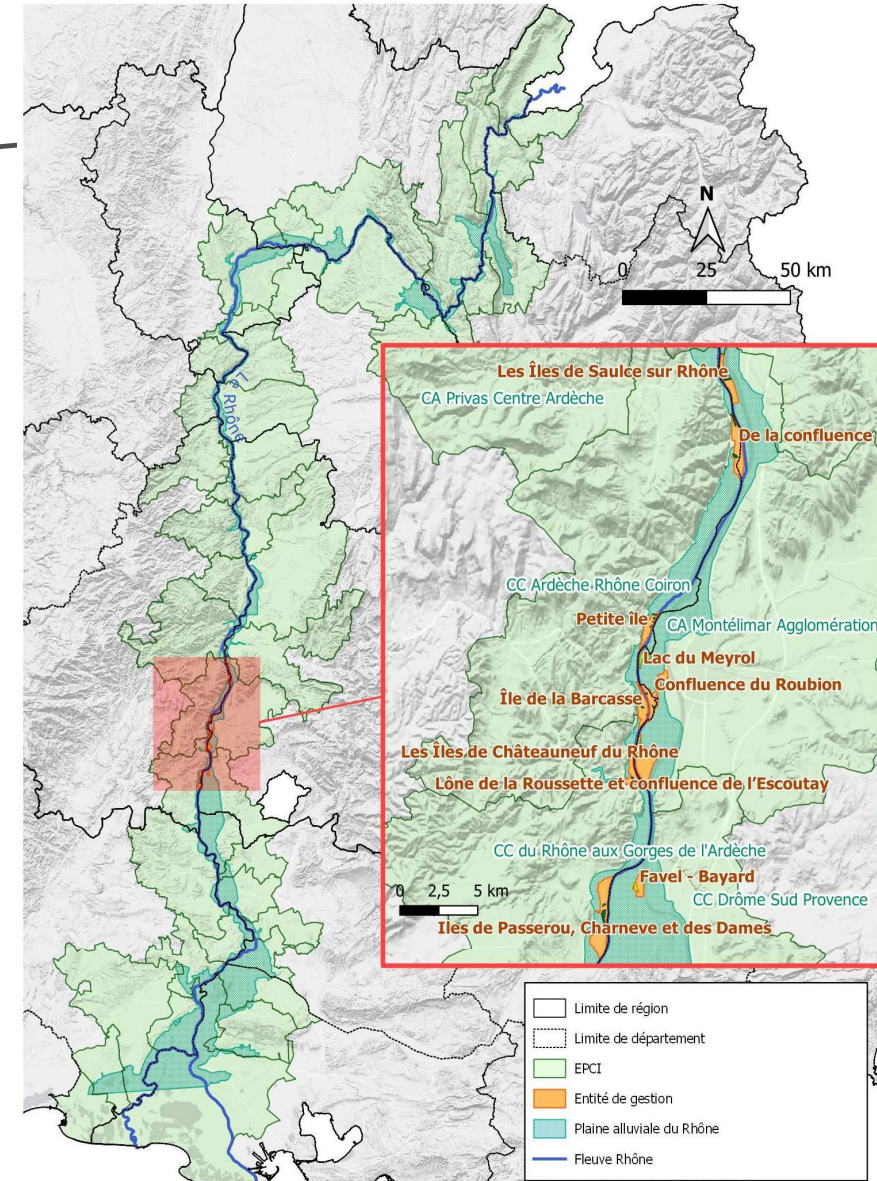 N
0 25 50 km
Le Rhône
Les Îles de Saulce sur Rhône
CA Privas Centre Ardèche
De la confluence
CC Ardèche Rhône Coiron
Petite île
CA Montélimar Agglomération
Lac du Meyrol
Confluence du Roubion
Île de la Barcasse
Les Îles de Châteauneuf du Rhône
Lône de la Roussette et confluence de l'Escoutay
CC du Rhône aux Gorges de l'Ardèche
Favel - Bayard
0 2,5 5 km
CC Drôme Sud Provence
Iles de Passerou, Charneve et des Dames
Limite de région
Limite de département
EPCI
Entité de gestion
Plaine alluviale du Rhône
Fleuve Rhône